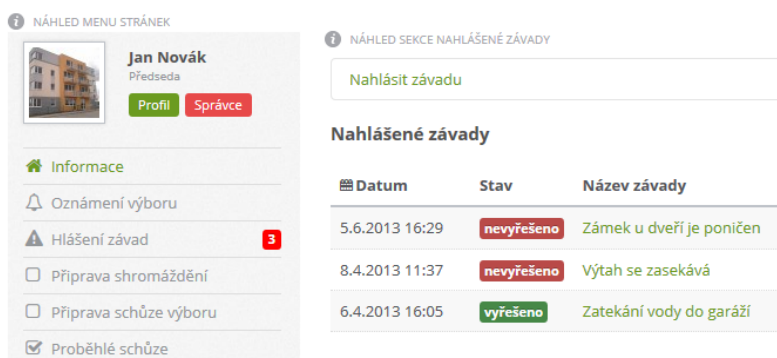 NÁHLED MENU STRÁNEK
Jan Novák
Předseda
Profil Správce
Informace
Oznámení výboru
Hlášení závad 3
Příprava shromáždění
Příprava schůze výboru
Proběhlé schůze
NÁHLED SEKCE NAHLÁŠENÉ ZÁVADY
Nahlásit závadu
Nahlášené závady
Datum Stav Název závady
5.6.2013 16:29 nevyřešeno Zámek u dveří je poničen
8.4.2013 11:37 nevyřešeno Výtah se zasekává
6.4.2013 16:05 vyřešeno Zatekání vody do garáží